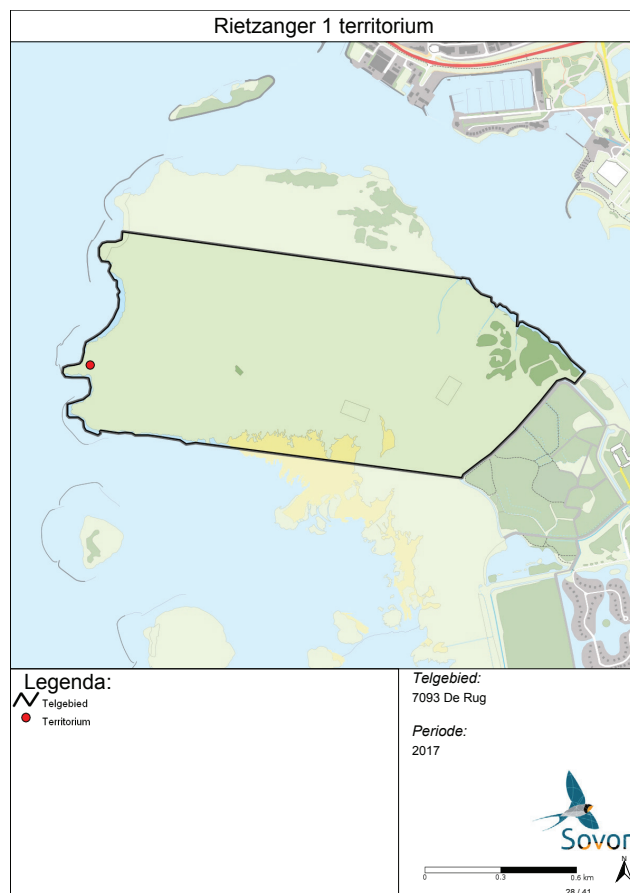 Rietzanger 1 territorium
Legenda:
Telgebied
Territorium
Telgebied:
7093 De Rug
Periode:
2017
Sovon
N
0 0.3 0.6 km
28 / 41